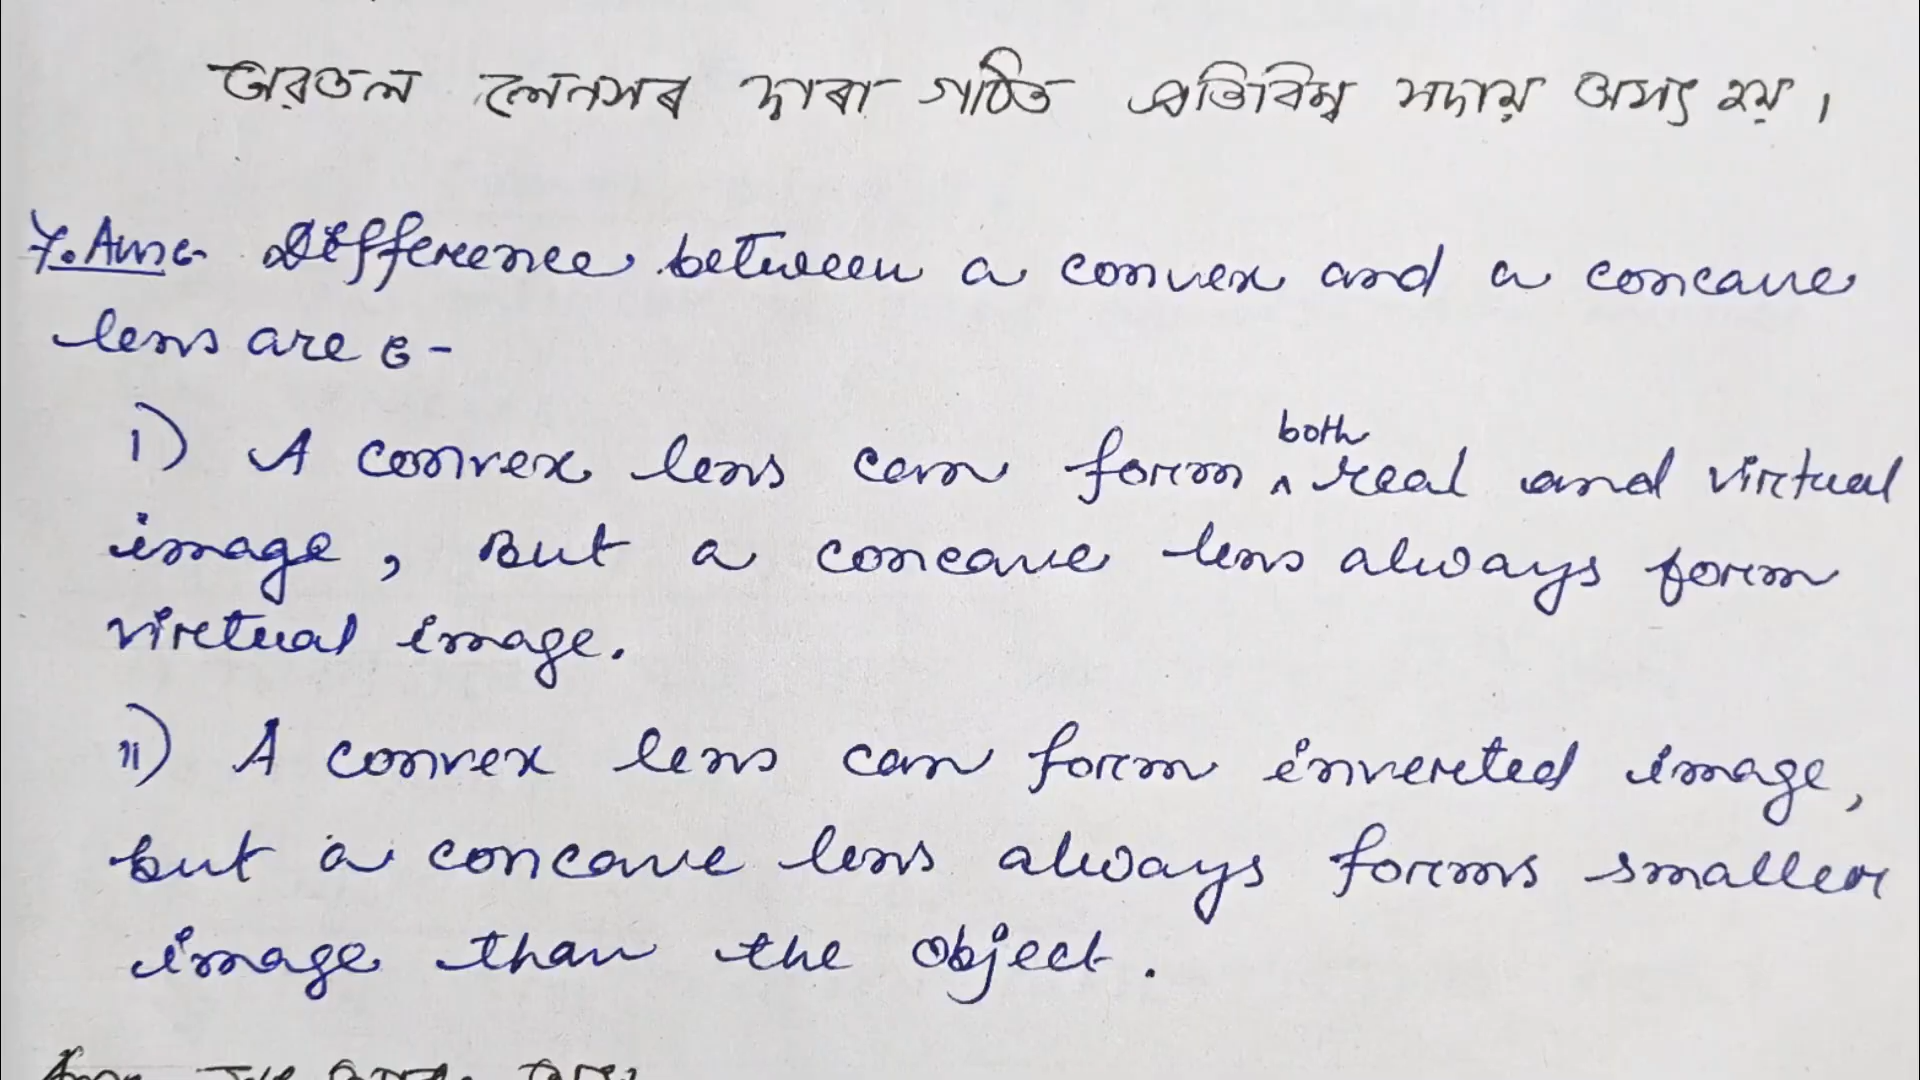 অৱতল লেন্সৰ দ্বাৰা গঠিত প্ৰতিবিম্ব সদায় অসৎ হয়।
7. Ans:- Difference between a convex and a concave
lens are :-
i) A convex lens can form both real and virtual
image, But a concave lens always form
virtual image.
ii) A convex lens can form inverted image,
but a concave lens always forms smaller
image than the object.